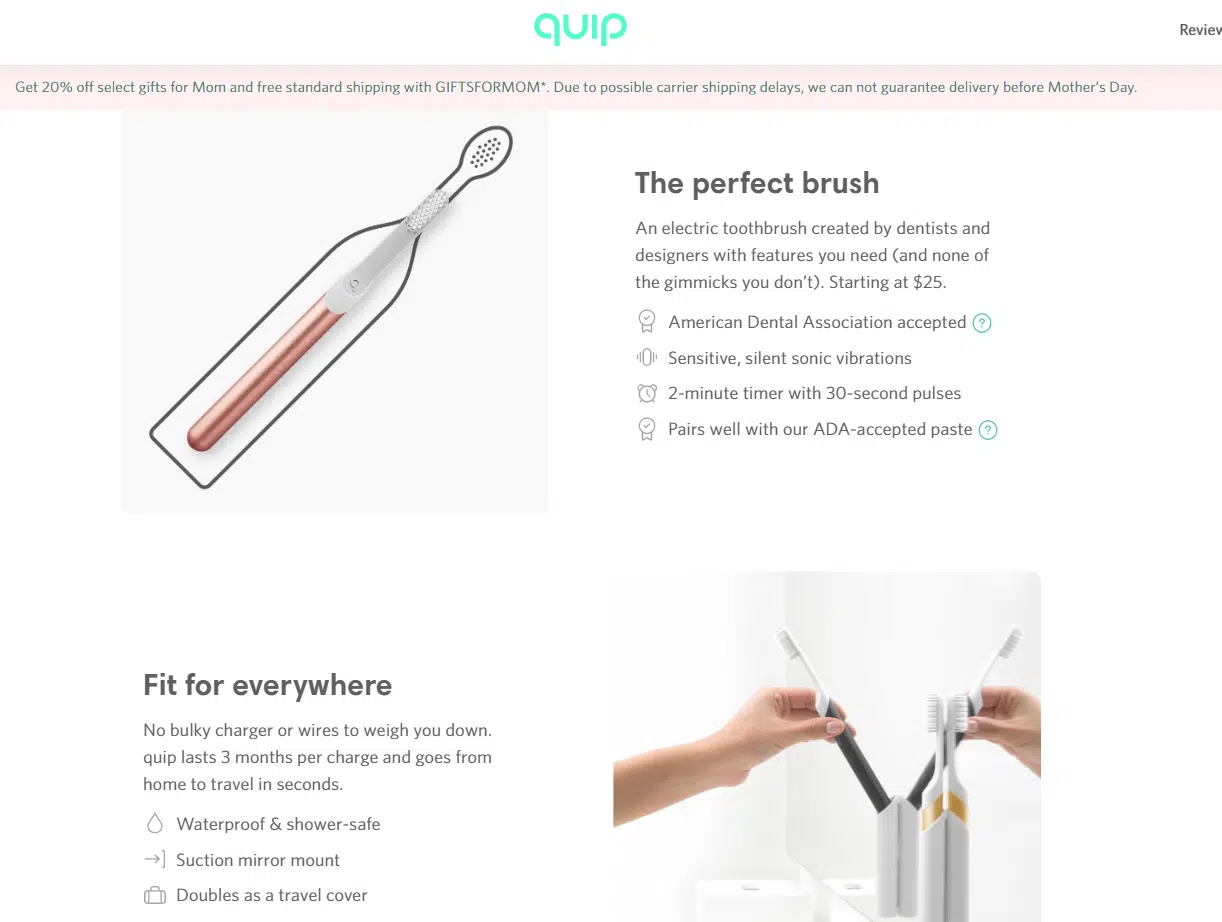 quip
Review
Get 20% off select gifts for Mom and free standard shipping with GIFTSFORMOM*. Due to possible carrier shipping delays, we can not guarantee delivery before Mother's Day.
The perfect brush
An electric toothbrush created by dentists and
designers with features you need (and none of
the gimmicks you don't). Starting at $25.
American Dental Association accepted ?
Sensitive, silent sonic vibrations
2-minute timer with 30-second pulses
Pairs well with our ADA-accepted paste ?
Fit for everywhere
No bulky charger or wires to weigh you down.
quip lasts 3 months per charge and goes from
home to travel in seconds.
Waterproof & shower-safe
Suction mirror mount
Doubles as a travel cover